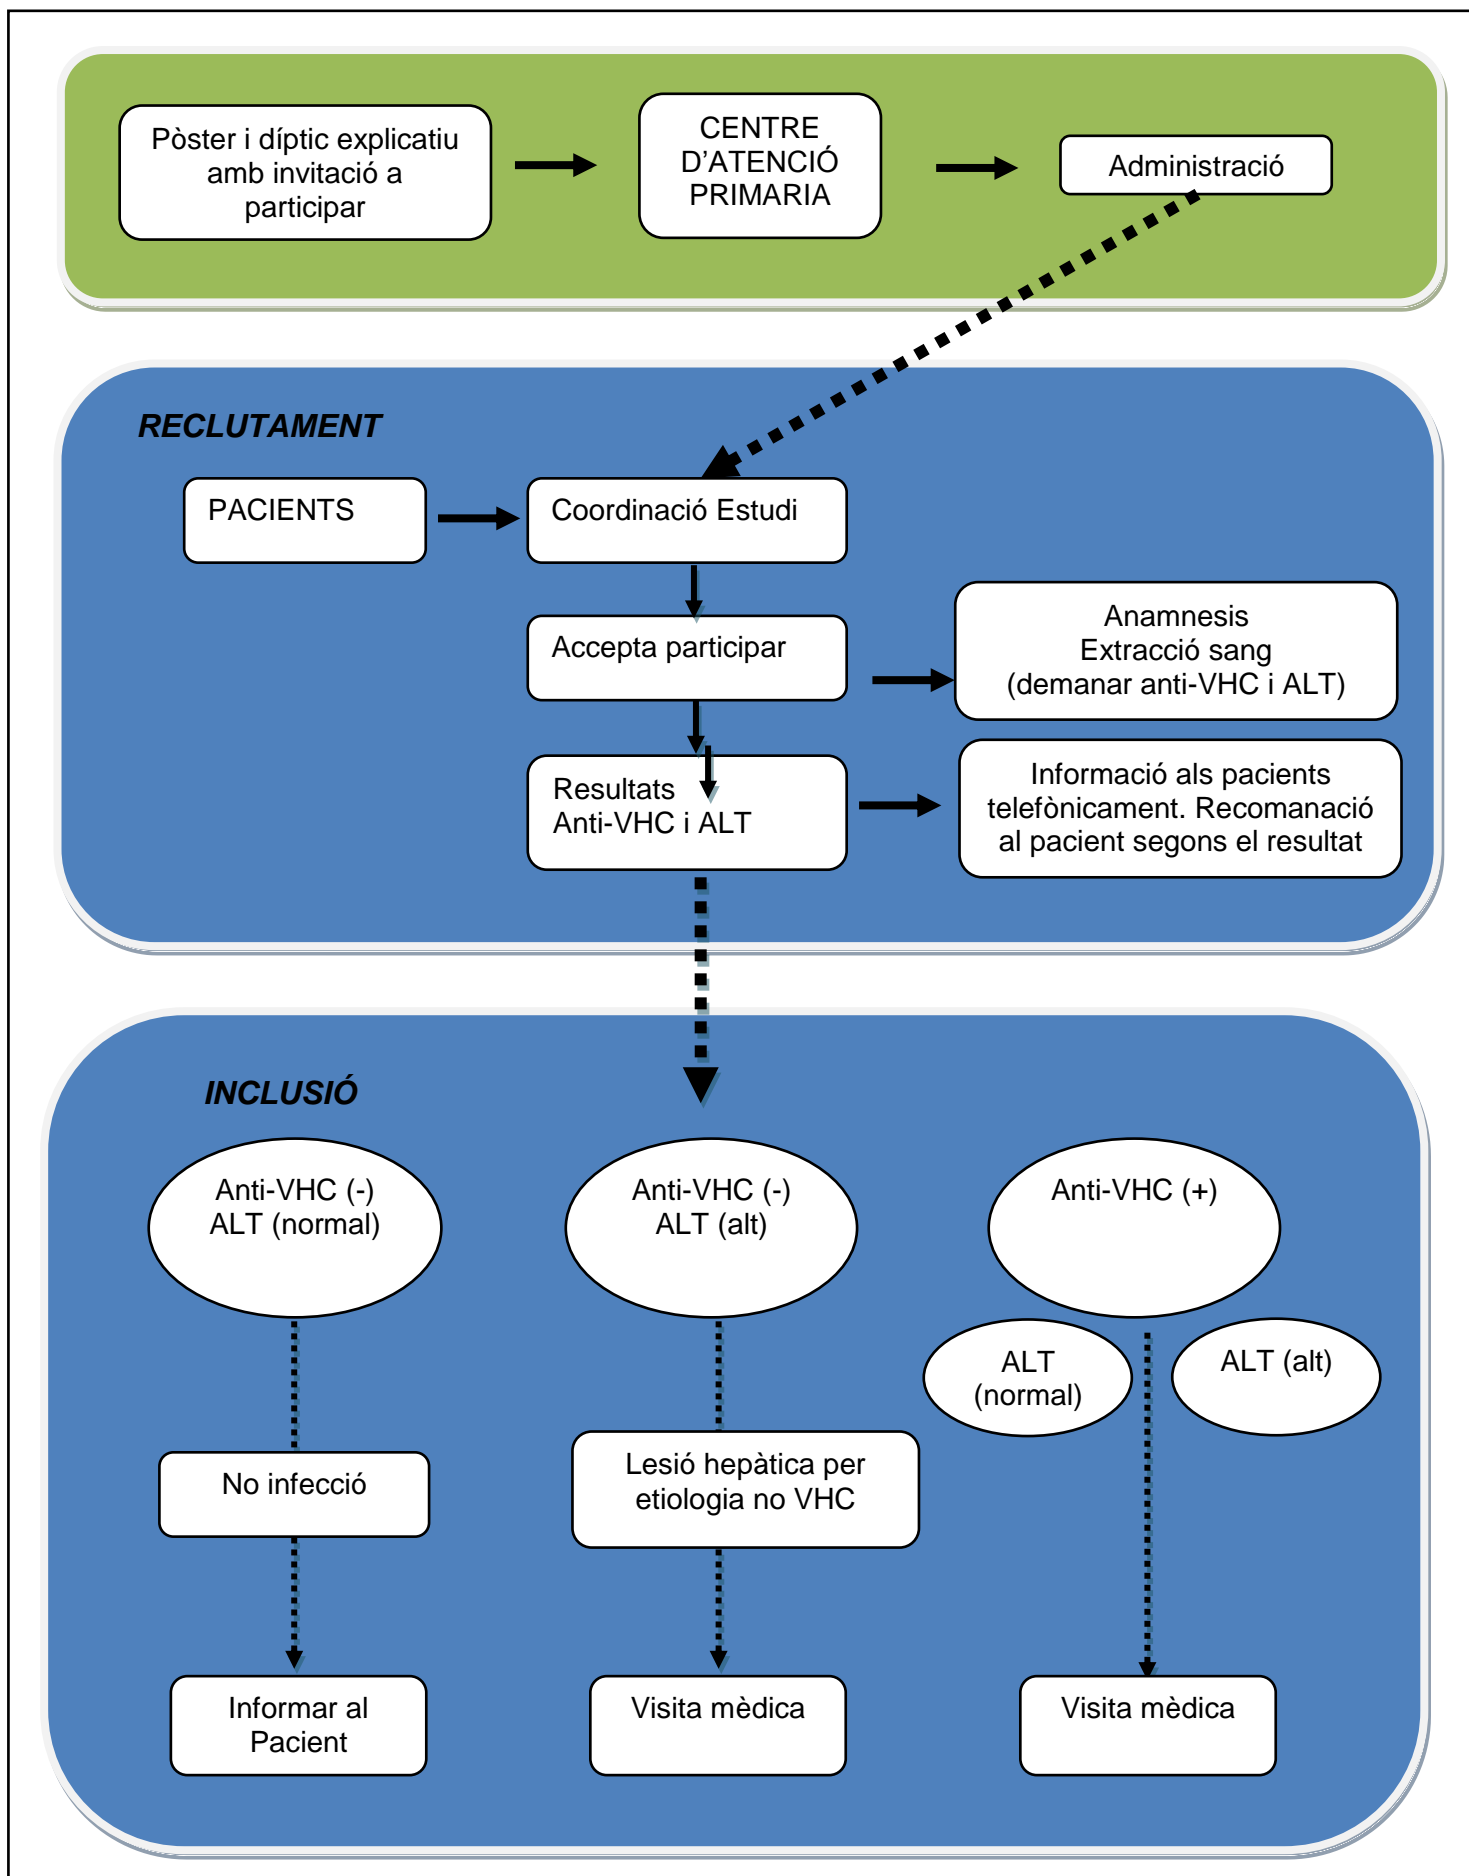 Pòster i díptic explicatiu
amb invitació a
participar
CENTRE
D'ATENCIÓ
PRIMARIA
Administració
RECLUTAMENT
PACIENTS
Coordinació Estudi
Accepta participar
Anamnesis
Extracció sang
(demanar anti-VHC i ALT)
Resultats
Anti-VHC i ALT
Informació als pacients
telefònicament. Recomanació
al pacient segons el resultat
INCLUSIÓ
Anti-VHC (-)
ALT (normal)
Anti-VHC (-)
ALT (alt)
Anti-VHC (+)
ALT
(normal)
ALT (alt)
No infecció
Lesió hepàtica per
etiologia no VHC
Informar al
Pacient
Visita mèdica
Visita mèdica